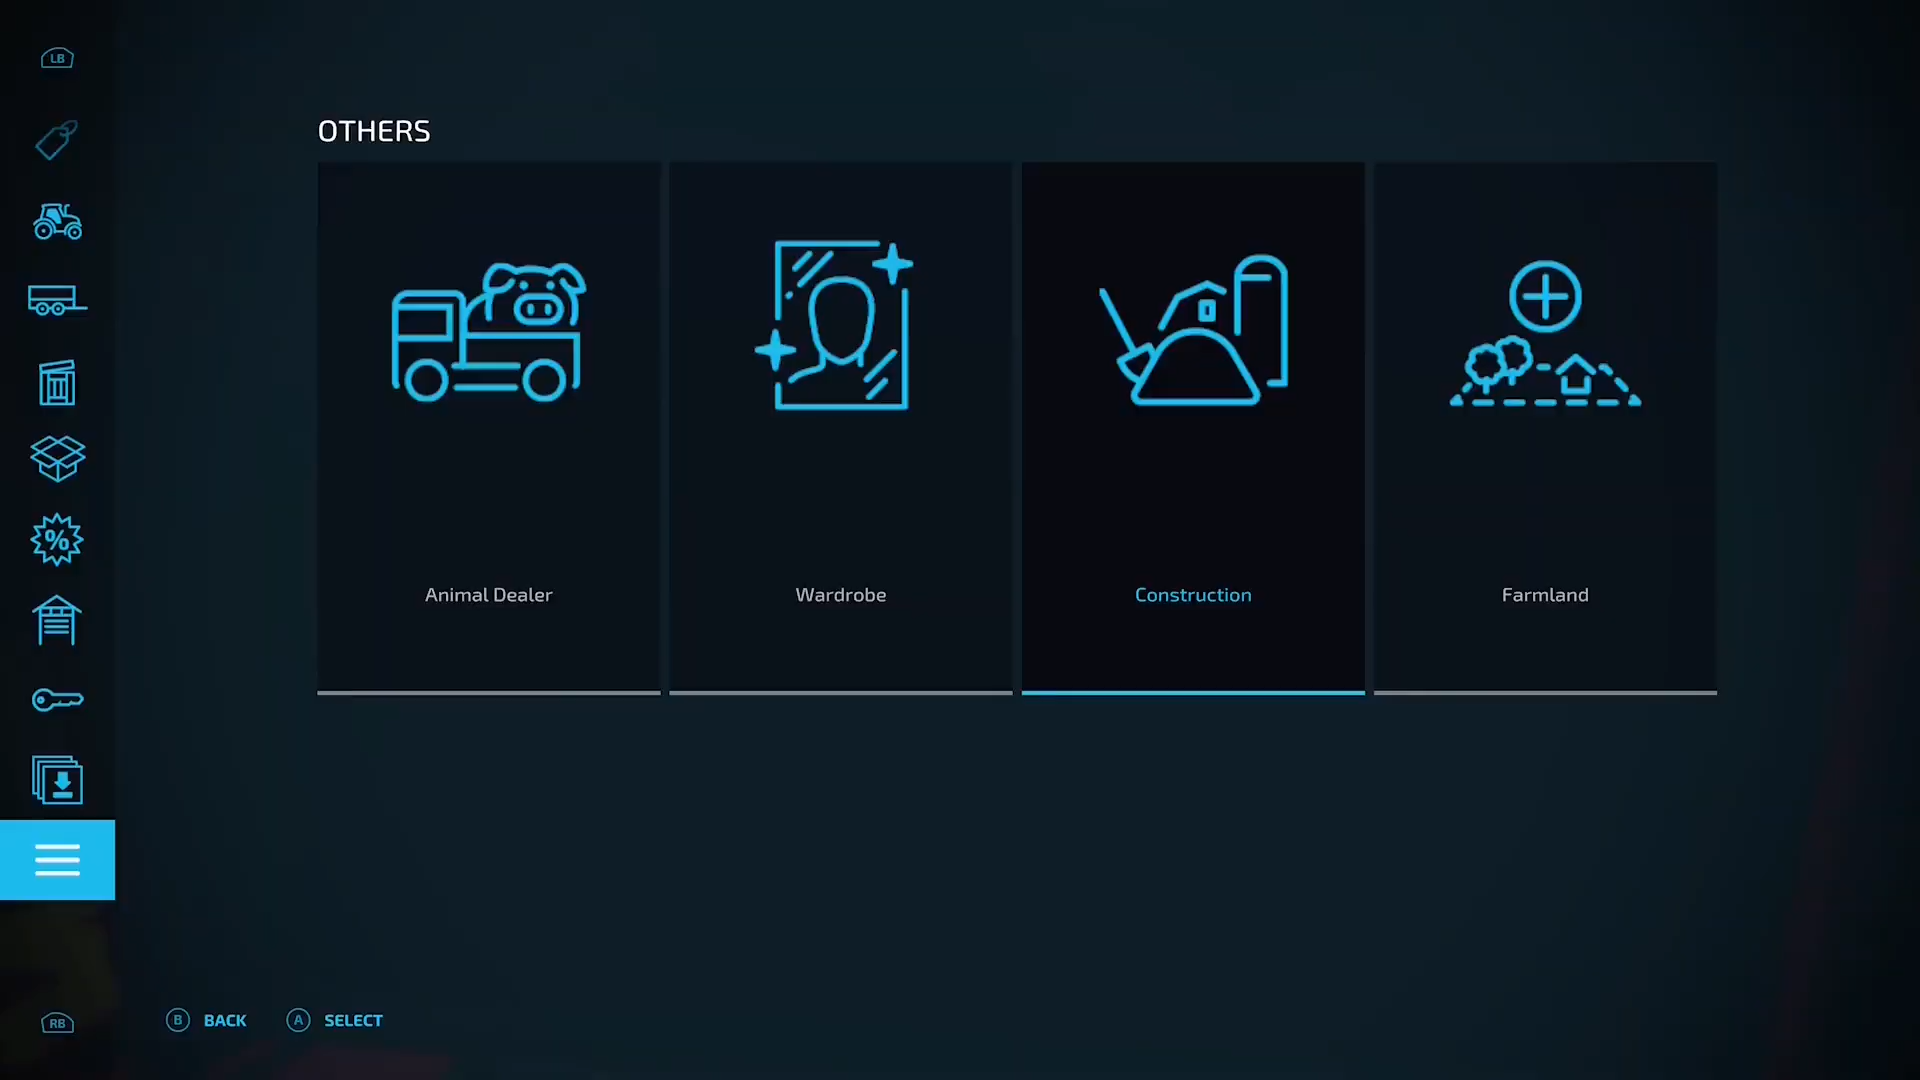 LB
OTHERS
%
Animal Dealer
Wardrobe
Construction
Farmland
RB
B BACK
A SELECT